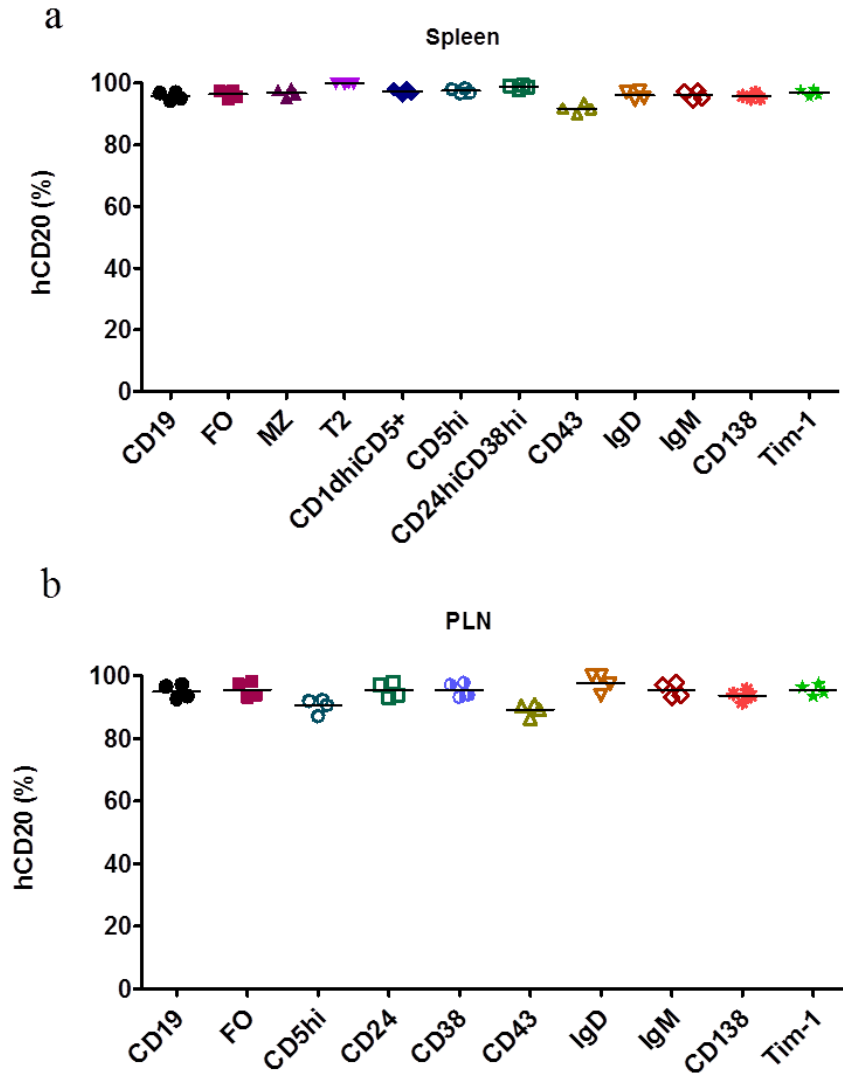 a
Spleen
hCD20 (%)
100
80
60
40
20
0
CD19
FO
MZ
T2
CD1dhiCD5+
CD5hi
CD24hiCD38hi
CD43
IgD
IgM
CD138
Tim-1
b
PLN
hCD20 (%)
100
80
60
40
20
0
CD19
FO
CD5hi
CD24
CD38
CD43
IgD
IgM
CD138
Tim-1